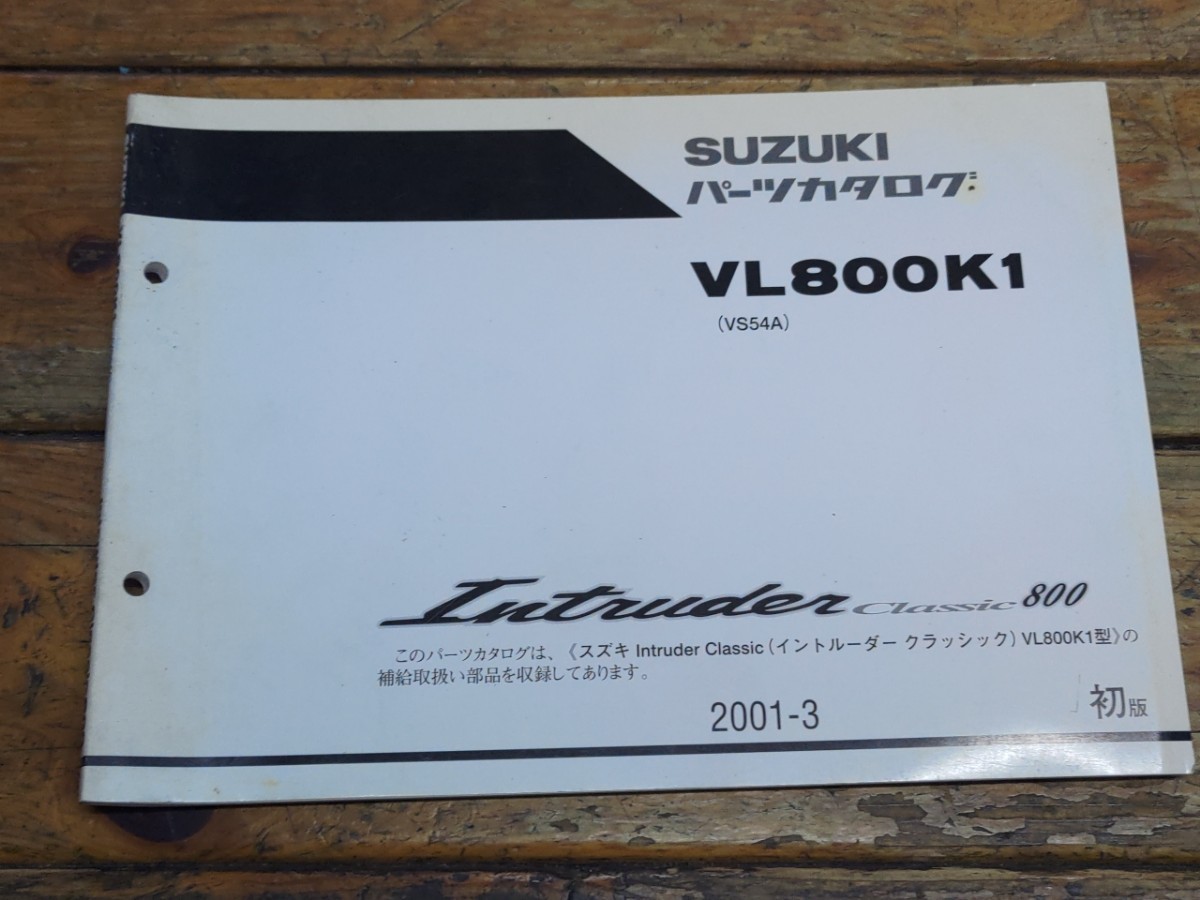 SUZUKI
パーツカタログ
VL800K1
(VS54A)
Intruder Classic 800
このパーツカタログは、《スズキ Intruder Classic(イントルーダー クラッシック) VL800K1型》の
補給取扱い部品を収録してあります。
2001-3
初版